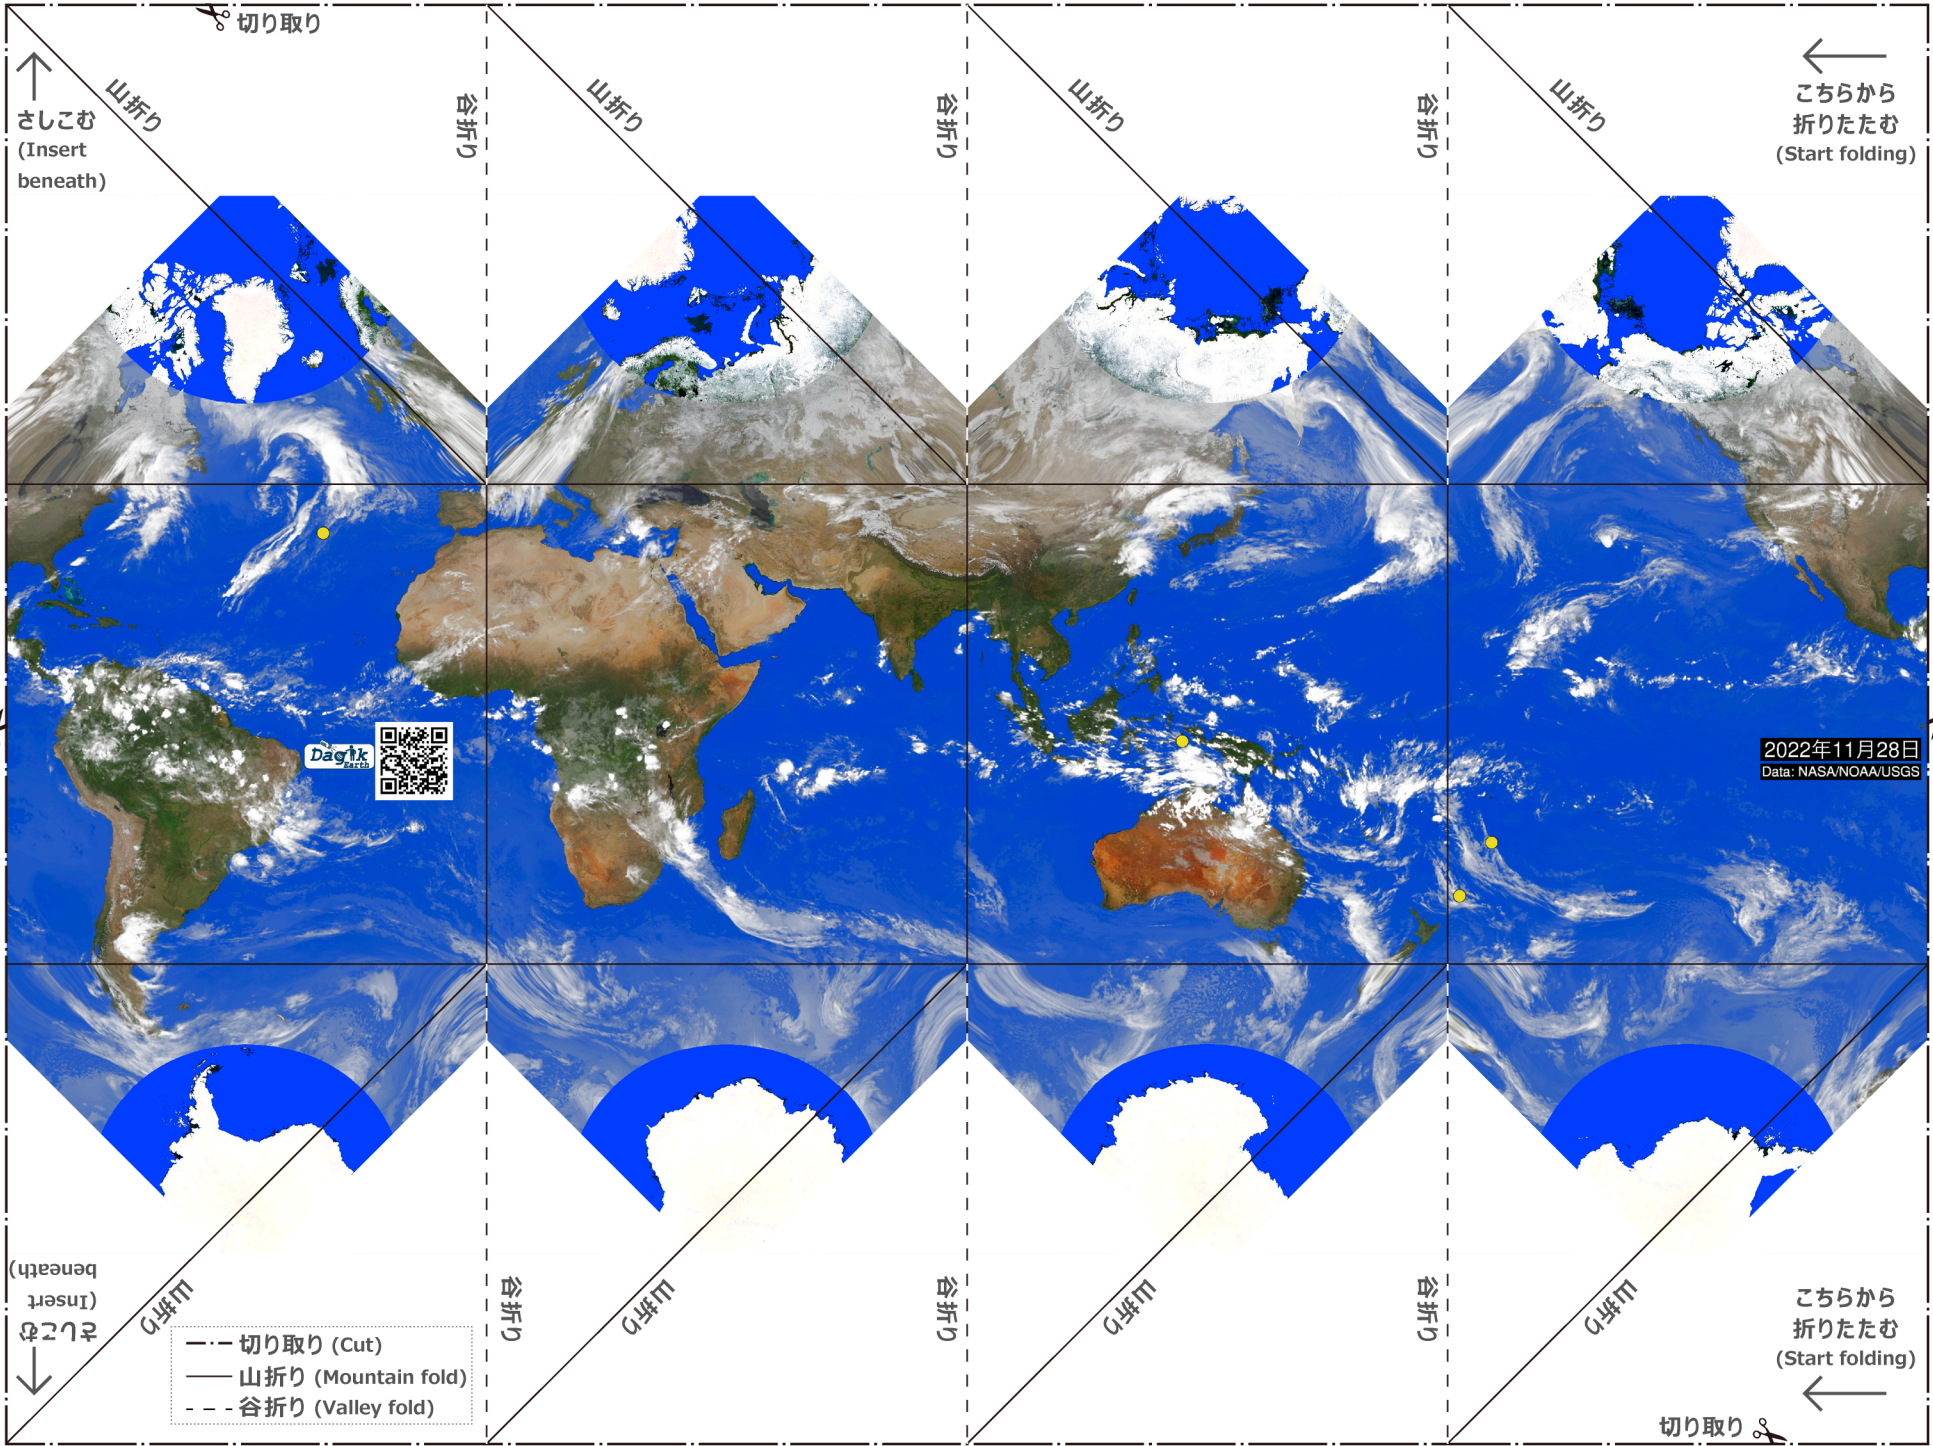 切り取り
山折り
谷折り
山折り
谷折り
山折り
谷折り
山折り
さしこむ
(Insert
beneath)
こちらから
折りたたむ
(Start folding)
Dagik
Earth
2022年11月28日
Data: NASA/NOAA/USGS
さしこむ
(Insert
beneath)
山折り
谷折り
山折り
谷折り
山折り
谷折り
山折り
こちらから
折りたたむ
(Start folding)
切り取り (Cut)
山折り (Mountain fold)
谷折り (Valley fold)
切り取り